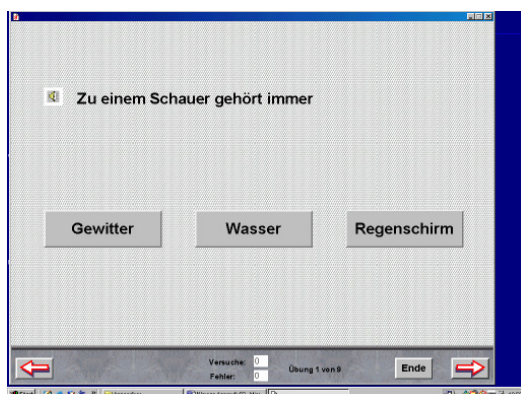 Zu einem Schauer gehört immer
Gewitter
Wasser
Regenschirm
Versuche: 0
Fehler: 0
Übung 1 von 9
Ende